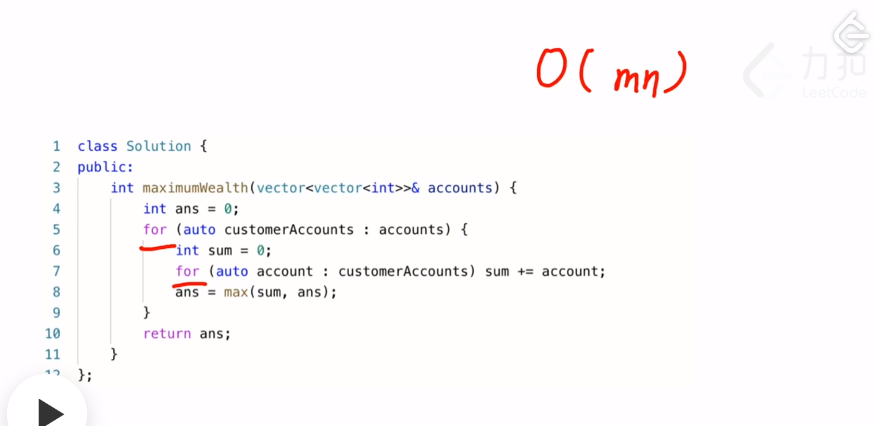 O(mn)
力扣
LeetCode
1 class Solution {
2 public:
3 int maximumWealth(vector<vector<int>>& accounts) {
4 int ans = 0;
5 for (auto customerAccounts : accounts) {
6 int sum = 0;
7 for (auto account : customerAccounts) sum += account;
8 ans = max(sum, ans);
9 }
10 return ans;
11 }
12 };